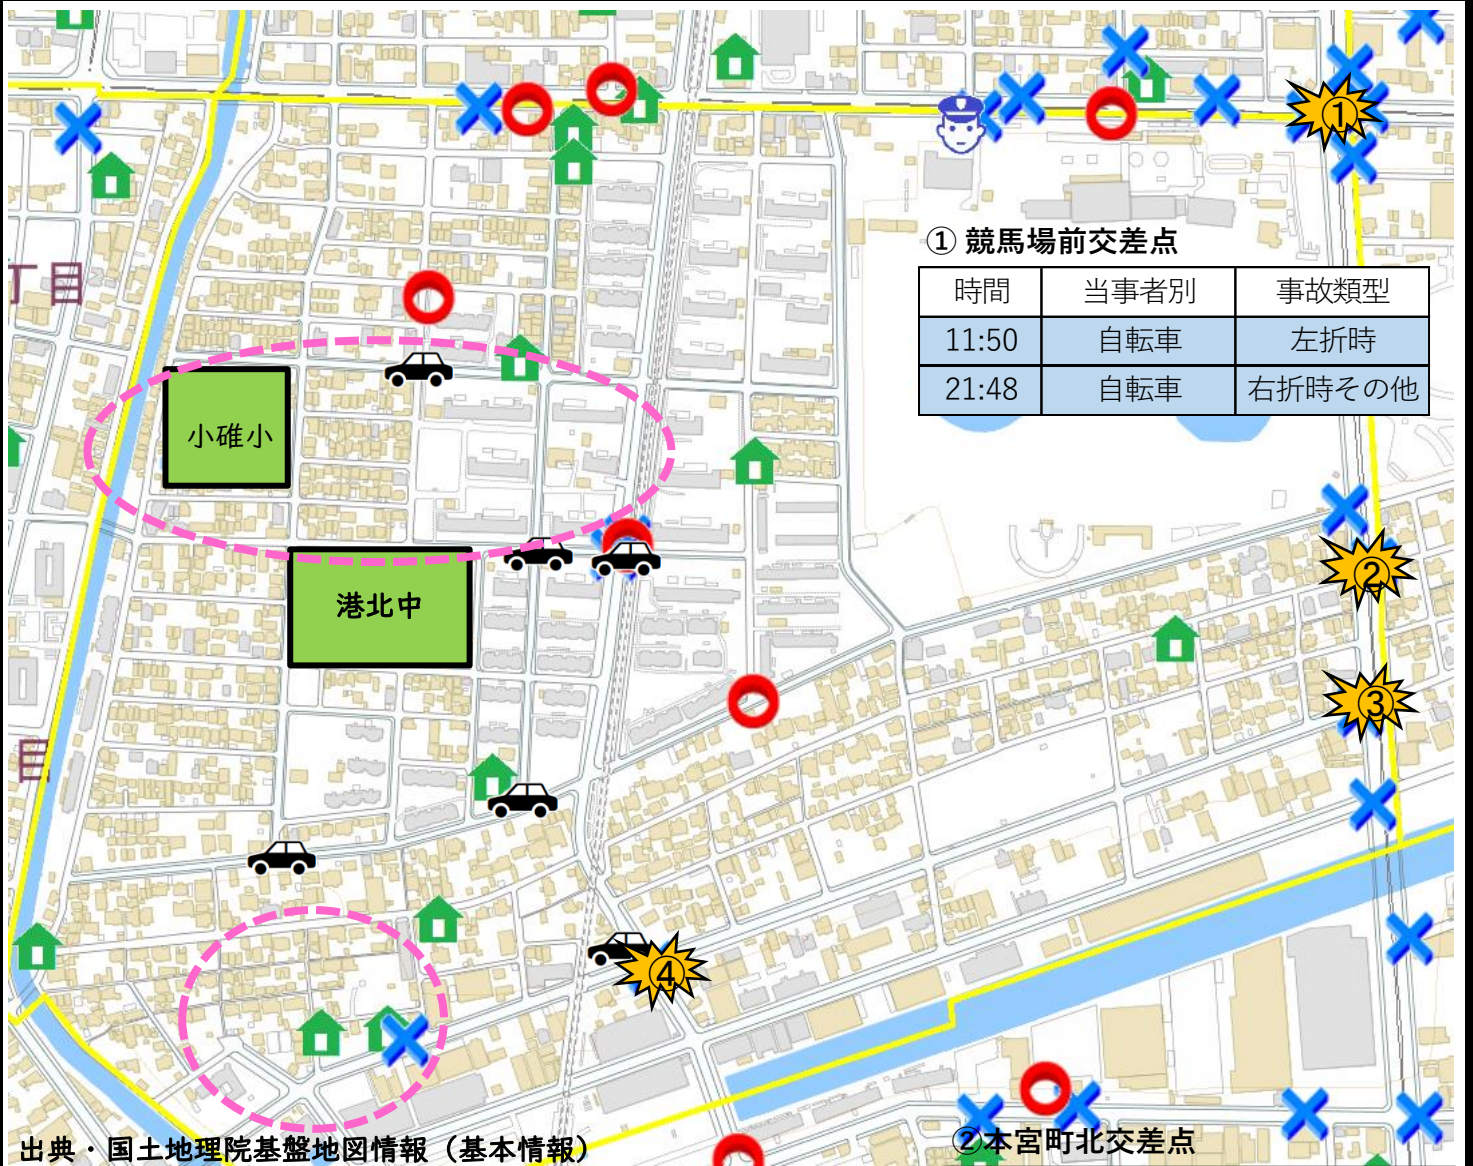 ①
① 競馬場前交差点
時間 当事者別 事故類型
11:50 自転車 左折時
21:48 自転車 右折時その他
丁目
小碓小
港北中
②
③
目
④
②本宮町北交差点
出典・国土地理院基盤地図情報（基本情報）